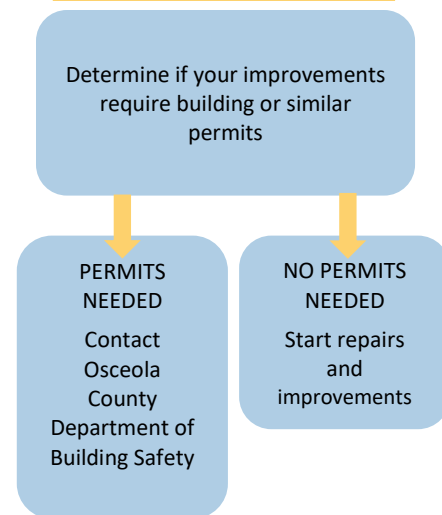 Determine if your improvements
require building or similar
permits
PERMITS
NEEDED
Contact
Osceola
County
Department of
Building Safety
NO PERMITS
NEEDED
Start repairs
and
improvements